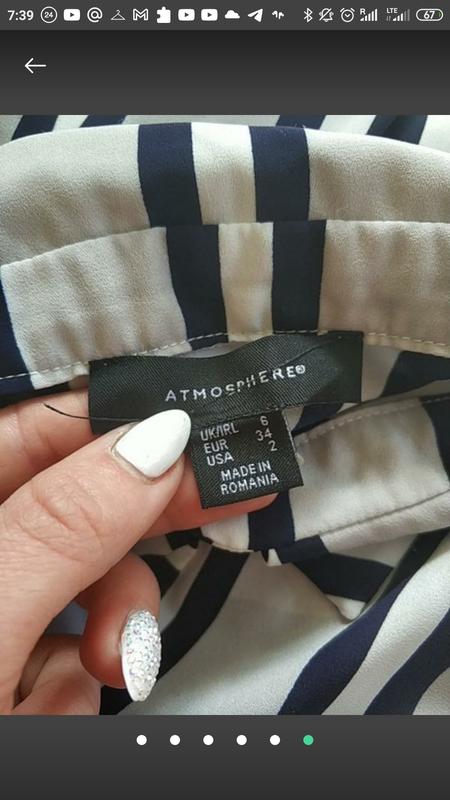 7:39
24
R
LTE
67
ATMOSPHERE®
UK/IRL 6
EUR 34
USA 2
MADE IN
ROMANIA